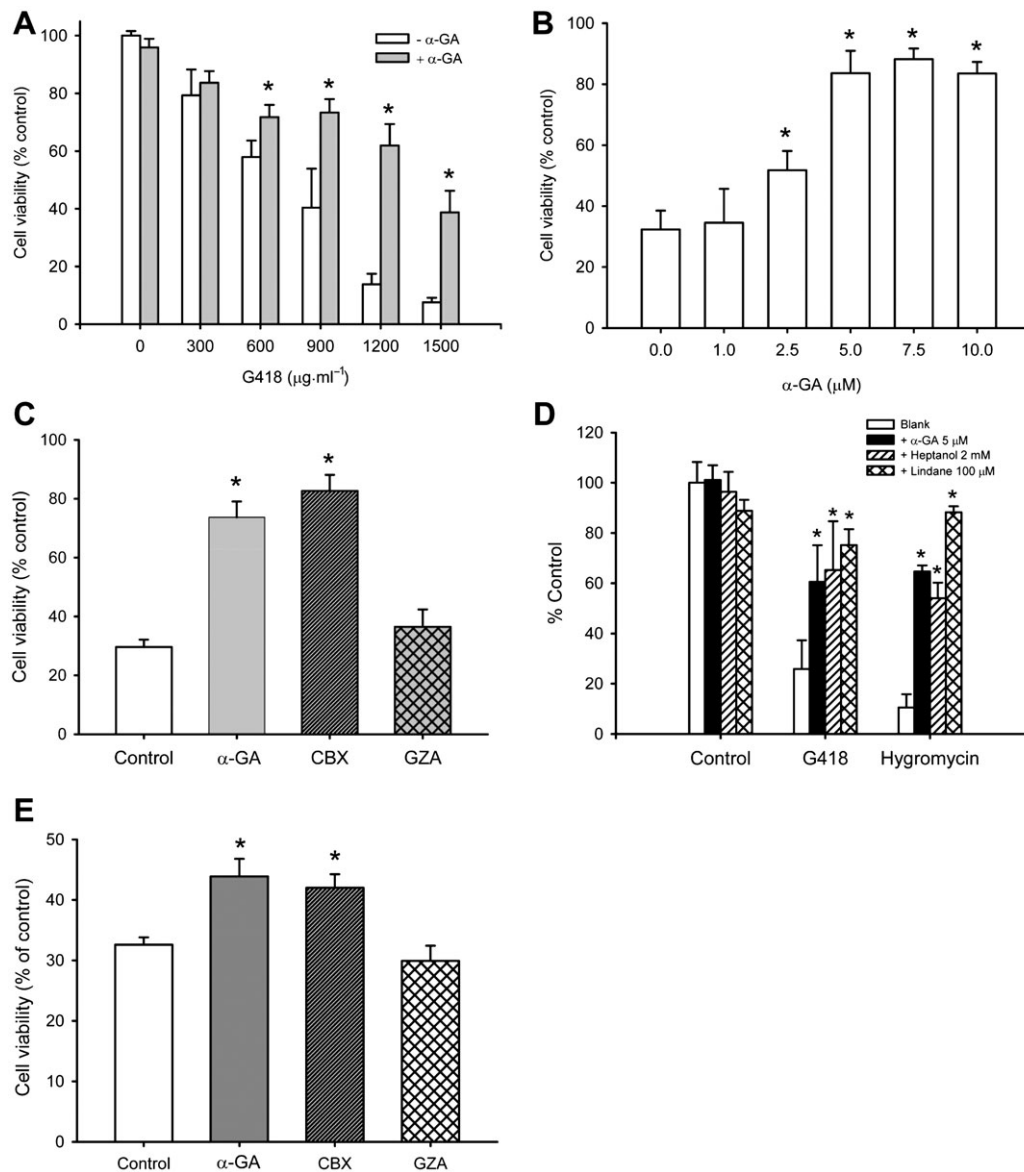 A
- α-GA
+ α-GA
Cell viability (% control)
100
80
60
40
20
0
* * * *
0 300 600 900 1200 1500
G418 (μg·ml⁻¹)
B
Cell viability (% control)
100
80
60
40
20
0
* * * *
0.0 1.0 2.5 5.0 7.5 10.0
α-GA (μM)
C
Cell viability (% control)
100
80
60
40
20
0
* *
Control α-GA CBX GZA
D
Blank
+ α-GA 5 μM
+ Heptanol 2 mM
+ Lindane 100 μM
% Control
120
100
80
60
40
20
0
* * * * * *
Control G418 Hygromycin
E
Cell viability (% of control)
50
40
30
20
10
0
* *
Control α-GA CBX GZA